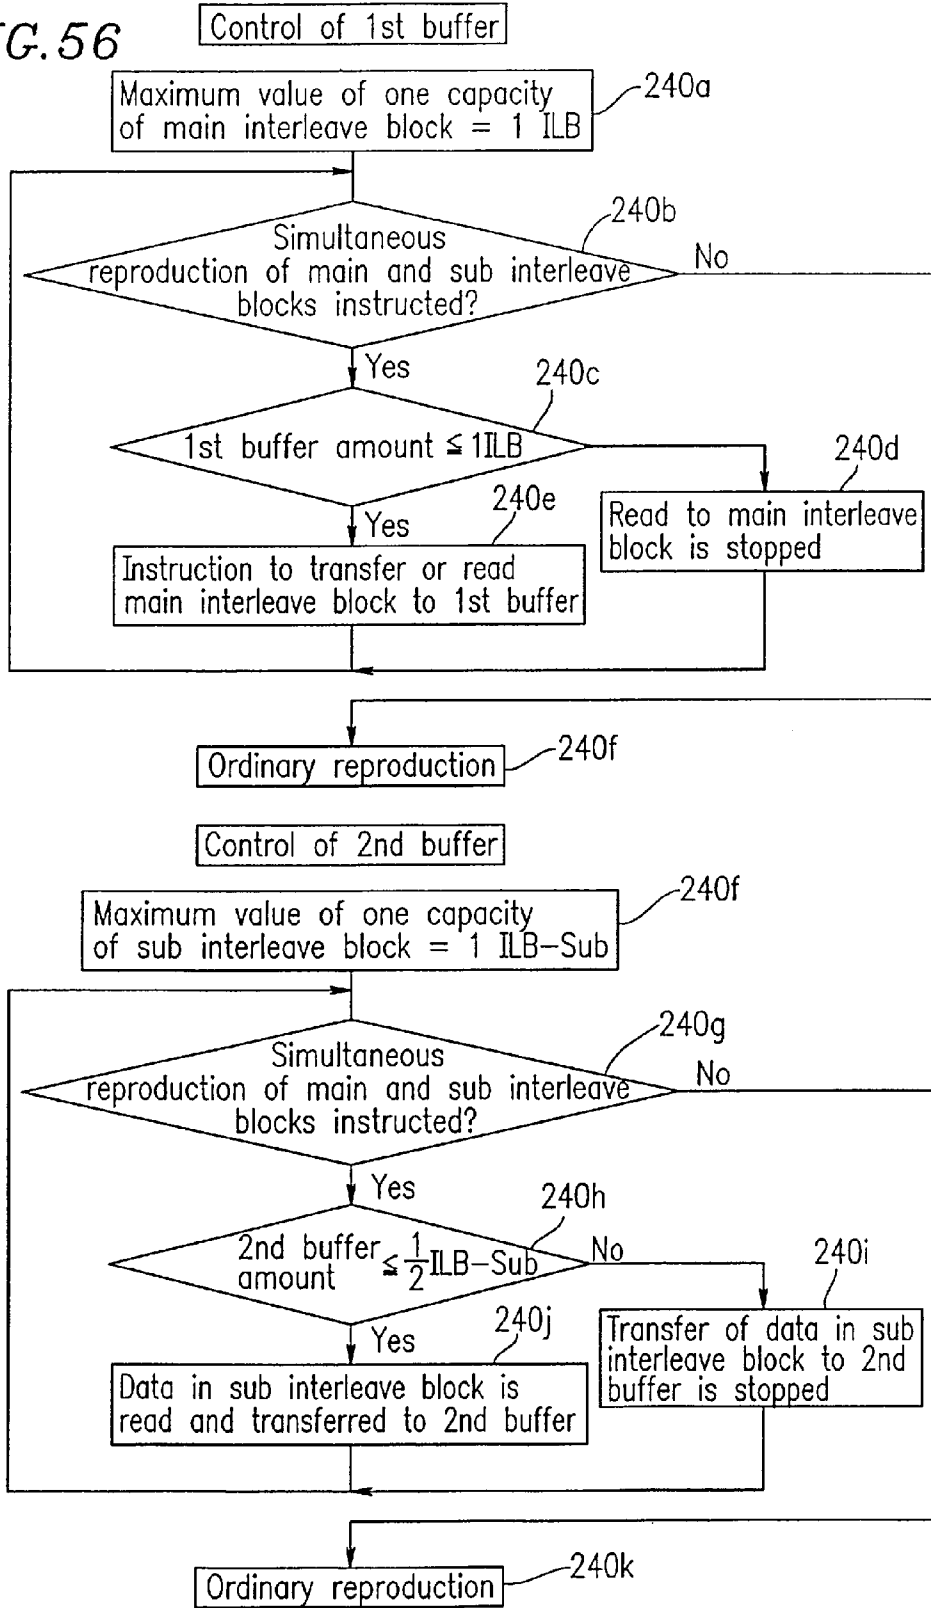 G.56
Control of 1st buffer
Maximum value of one capacity
of main interleave block = 1 ILB
240a
Simultaneous
reproduction of main and sub interleave
blocks instructed?
240b
No
Yes
1st buffer amount ≦ 1ILB
240c
240d
Read to main interleave
block is stopped
Yes
240e
Instruction to transfer or read
main interleave block to 1st buffer
Ordinary reproduction
240f
Control of 2nd buffer
Maximum value of one capacity
of sub interleave block = 1 ILB-Sub
240f
Simultaneous
reproduction of main and sub interleave
blocks instructed?
240g
No
Yes
2nd buffer
amount ≦ 1/2 ILB-Sub
240h
No
240i
Transfer of data in sub
interleave block to 2nd
buffer is stopped
Yes
240j
Data in sub interleave block is
read and transferred to 2nd buffer
Ordinary reproduction
240k